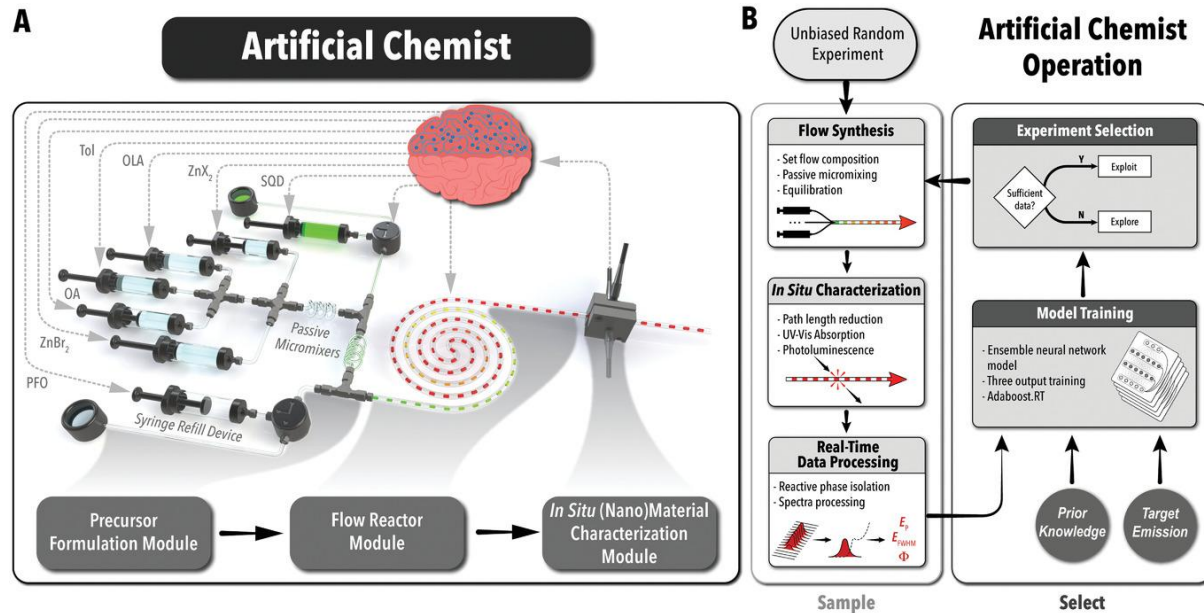 A
Artificial Chemist
Tol
OLA
ZnX₂
SQD
OA
ZnBr₂
PFO
Passive
Micromixers
Syringe Refill Device
Precursor
Formulation Module
Flow Reactor
Module
In Situ (Nano)Material
Characterization
Module
B
Unbiased Random
Experiment
Artificial Chemist
Operation
Flow Synthesis
- Set flow composition
- Passive micromixing
- Equilibration
...
In Situ Characterization
- Path length reduction
- UV-Vis Absorption
- Photoluminescence
Real-Time
Data Processing
- Reactive phase isolation
- Spectra processing
Eₚ
E_FWHM
Φ
Sample
Experiment Selection
Sufficient
data?
Y
Exploit
N
Explore
Model Training
- Ensemble neural network
model
- Three output training
- Adaboost.RT
Prior
Knowledge
Target
Emission
Select